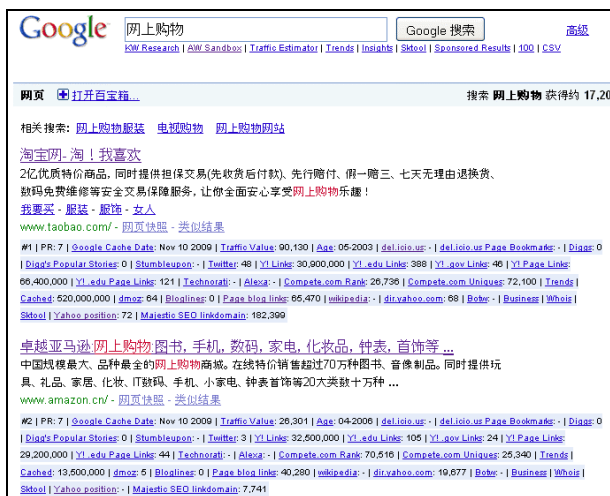 Google 网上购物 Google 搜索 高级
KW Research | AW Sandbox | Traffic Estimator | Trends | Insights | Sktool | Sponsored Results | 100 | CSV
网页 打开百宝箱... 搜索 网上购物 获得约 17,20
相关搜索: 网上购物服装 电视购物 网上购物网站
淘宝网- 淘！我喜欢
2亿优质特价商品，同时提供担保交易(先收货后付款)、先行赔付、假一赔三、七天无理由退换货、
数码免费维修等安全交易保障服务，让你全面安心享受网上购物乐趣！
我要买 - 服装 - 服饰 - 女人
www.taobao.com/ - 网页快照 - 类似结果
#1 | PR: 7 | Google Cache Date: Nov 10 2009 | Traffic Value: 90,130 | Age: 05-2003 | del.icio.us: - | del.icio.us Page Bookmarks: - | Diggs: 0
| Digg's Popular Stories: 0 | Stumbleupon: - | Twitter: 48 | Y! Links: 30,900,000 | Y! .edu Links: 388 | Y! .gov Links: 46 | Y! Page Links:
66,400,000 | Y! .edu Page Links: 121 | Technorati: - | Alexa: - | Compete.com Rank: 26,736 | Compete.com Uniques: 72,100 | Trends |
Cached: 520,000,000 | dmoz: 64 | Bloglines: 0 | Page blog links: 65,470 | wikipedia: - | dir.yahoo.com: 68 | Botw: - | Business | Whois |
Sktool | Yahoo position: 72 | Majestic SEO linkdomain: 182,399
卓越亚马逊:网上购物:图书，手机，数码，家电，化妆品，钟表，首饰等 ...
中国规模最大、品种最全的网上购物商城。在线特价销售超过70万种图书、音像制品。同时提供玩
具、礼品、家居、化妆、IT数码、手机、小家电、钟表首饰等20大类数十万种 ...
www.amazon.cn/ - 网页快照 - 类似结果
#2 | PR: 7 | Google Cache Date: Nov 10 2009 | Traffic Value: 26,301 | Age: 04-2006 | del.icio.us: - | del.icio.us Page Bookmarks: - | Diggs: 0
| Digg's Popular Stories: 0 | Stumbleupon: - | Twitter: 3 | Y! Links: 32,500,000 | Y! .edu Links: 105 | Y! .gov Links: 24 | Y! Page Links:
29,200,000 | Y! .edu Page Links: 44 | Technorati: - | Alexa: - | Compete.com Rank: 70,516 | Compete.com Uniques: 25,340 | Trends |
Cached: 13,500,000 | dmoz: 5 | Bloglines: 0 | Page blog links: 40,280 | wikipedia: - | dir.yahoo.com: 19,677 | Botw: - | Business | Whois
| Sktool | Yahoo position: - | Majestic SEO linkdomain: 7,741